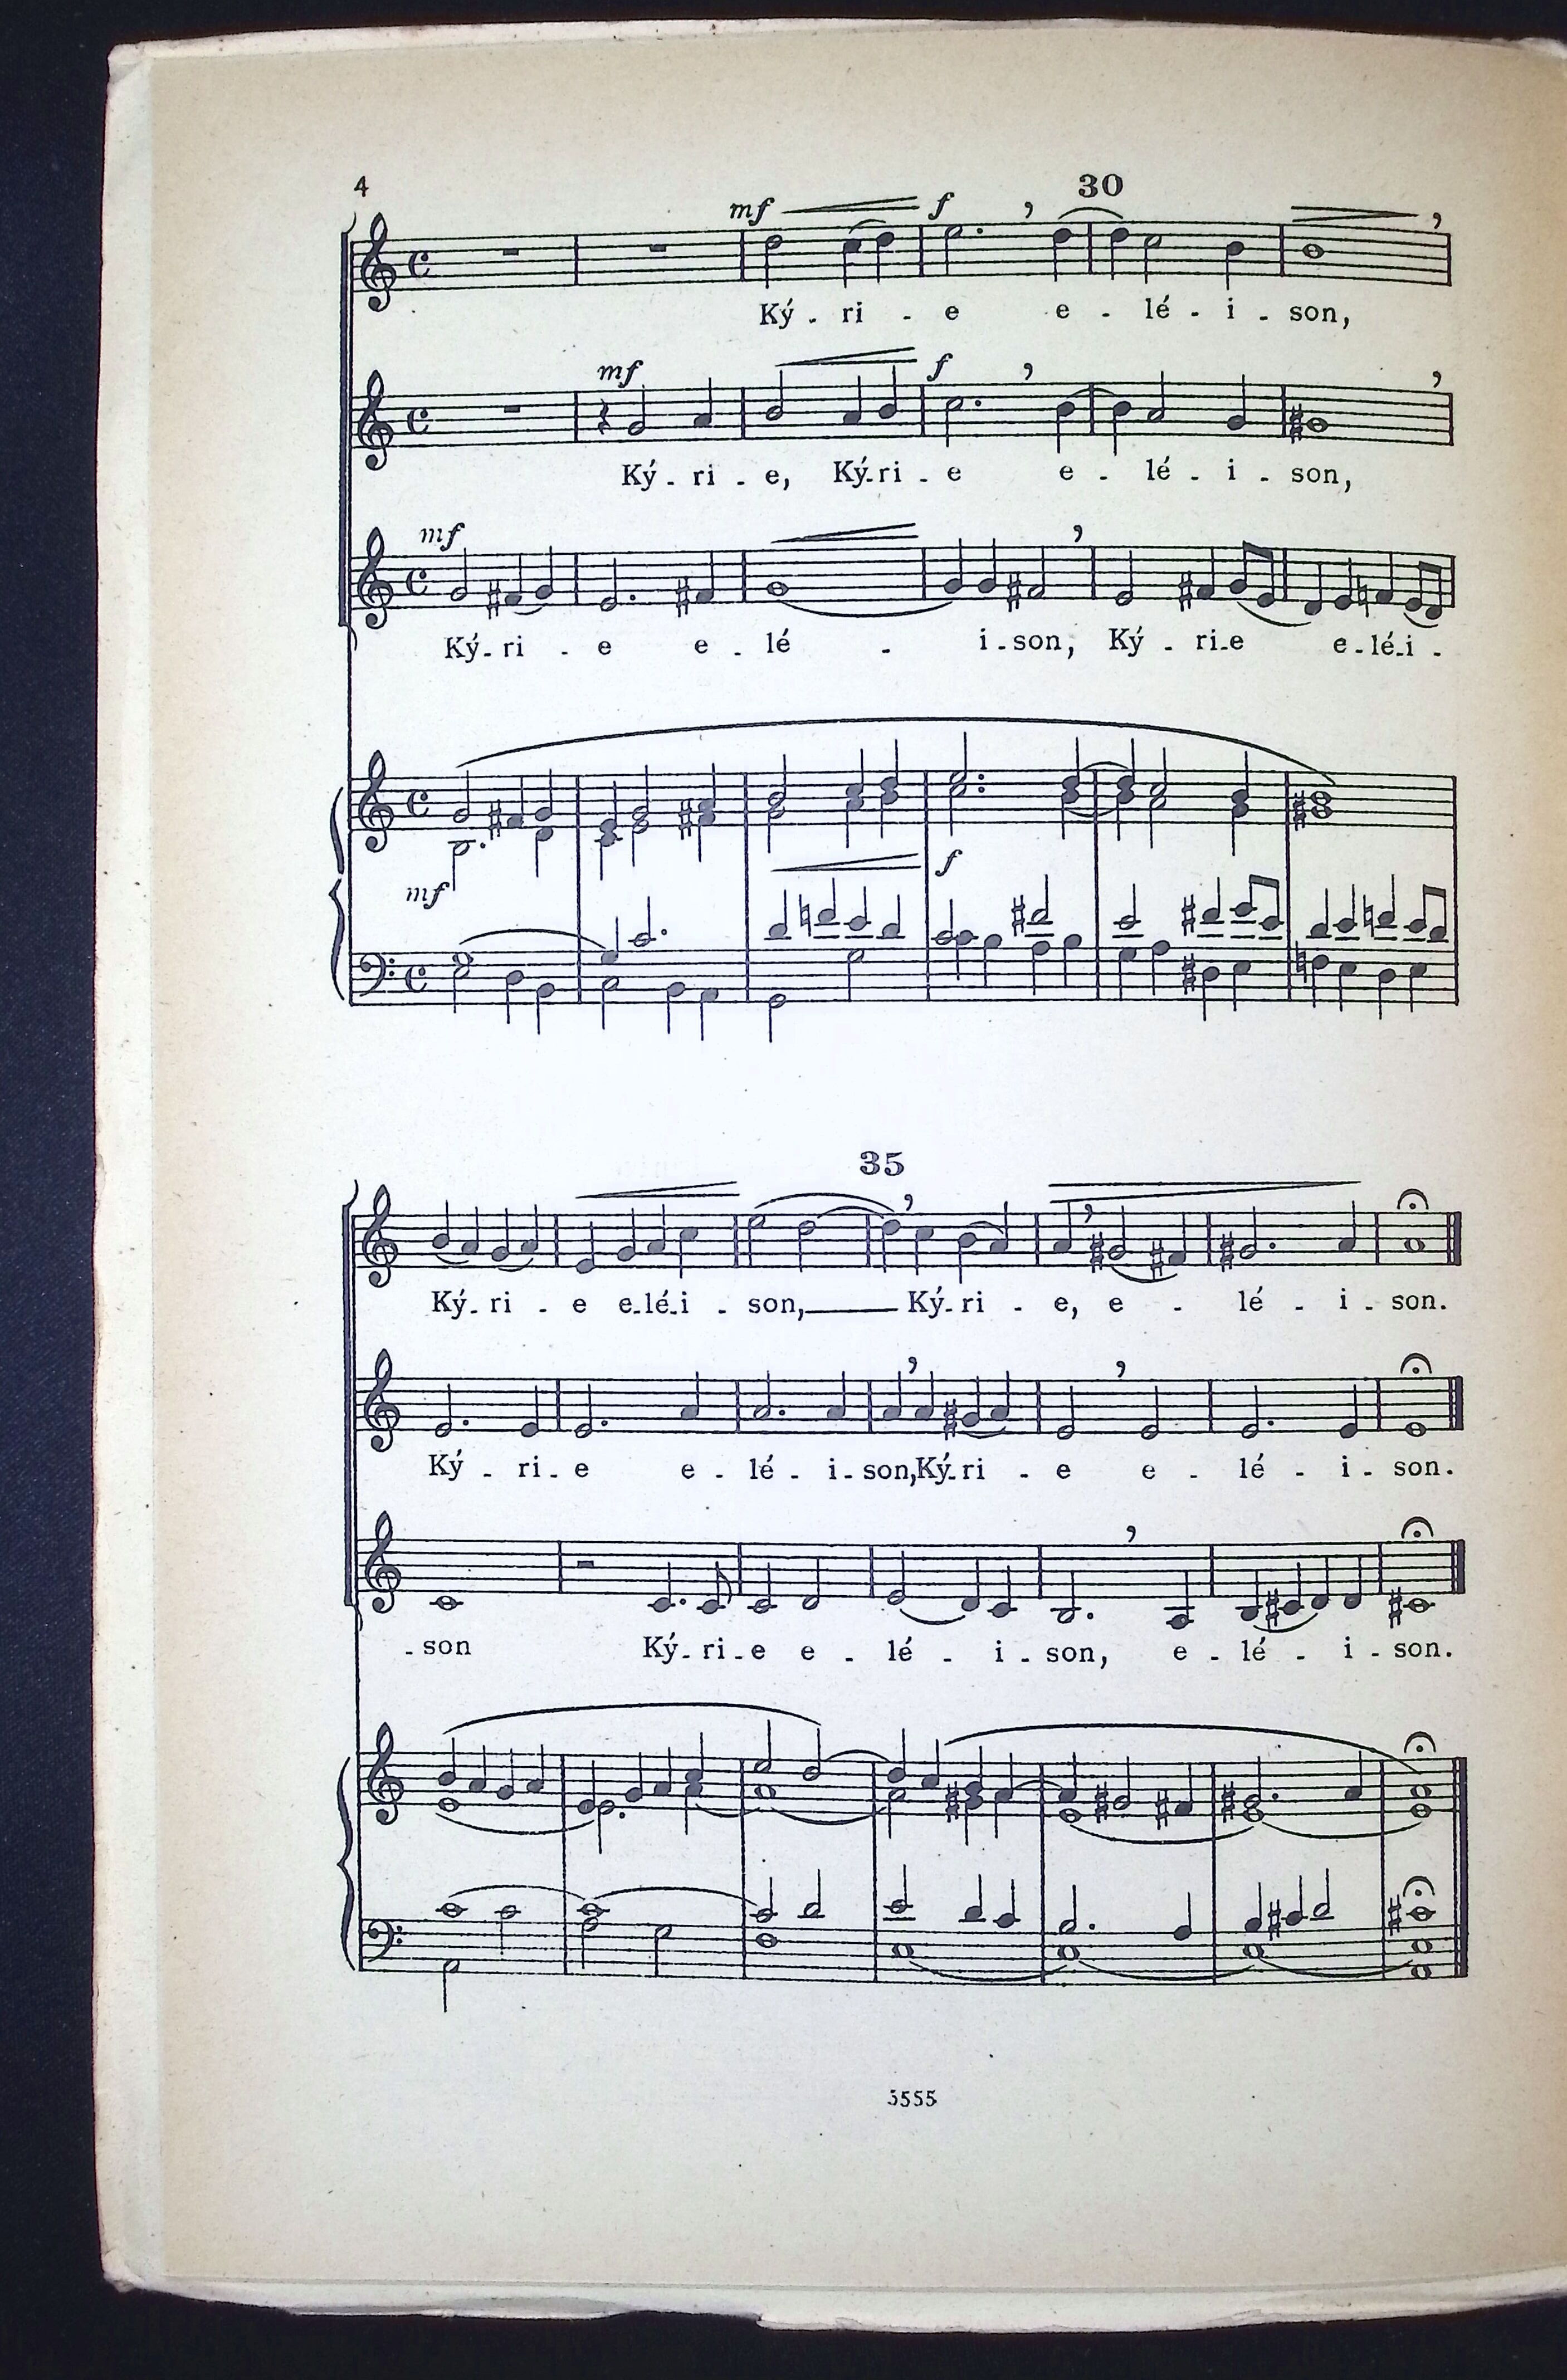 4
30
mf f
Ký - ri - e e - lé - i - son,
mf f
Ký - ri - e, Ký-ri - e e - lé - i - son,
mf
Ký- ri - e e - lé - i - son, Ký - ri-e e - lé-i -
f
mf
35
Ký- ri - e e-lé-i - son, Ký- ri - e, e - lé - i - son.
Ký - ri - e e - lé - i - son,Ký-ri - e e - lé - i - son.
- son Ký- ri - e e - lé - i - son, e - lé - i - son.
5555